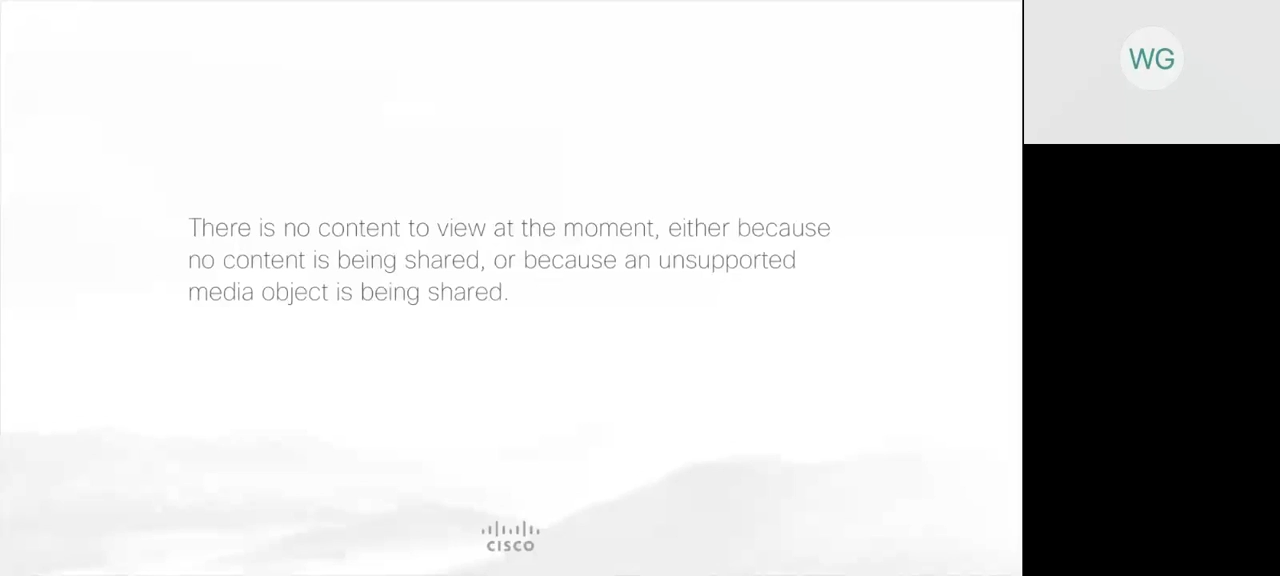 There is no content to view at the moment, either because
no content is being shared, or because an unsupported
media object is being shared.
CISCO
WG